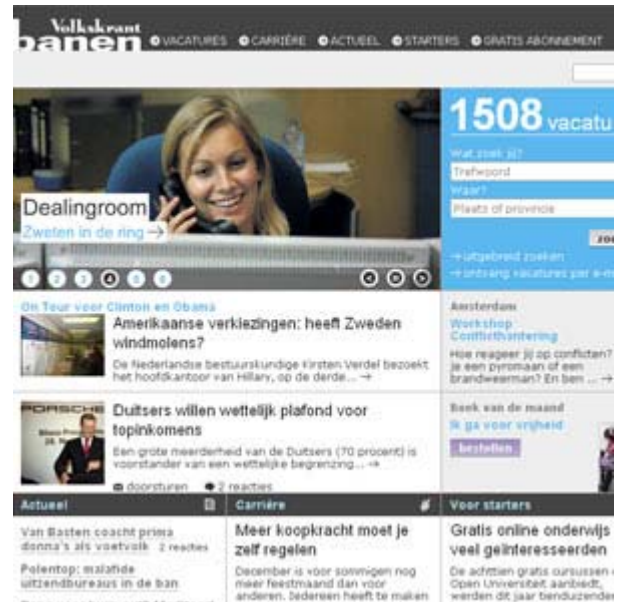 Volkskrant
banen
VACATURES CARRIÈRE ACTUEEL STARTERS GRATIS ABONNEMENT
1508 vacatu
Wat zoek jij?
Trefwoord
Waar?
Plaats of provincie
zoe
→ uitgebreid zoeken
→ ontvang vacatures per e-m
Dealingroom
Zweten in de ring →
1 2 3 4 5 6
On Tour voor Clinton en Obama
Amerikaanse verkiezingen: heeft Zweden
windmolens?
De Nederlandse bestuurskundige Kirsten Verdel bezoekt
het hoofdkantoor van Hillary, op de derde... →
PORSCHE
Duitsers willen wettelijk plafond voor
topinkomens
Een grote meerderheid van de Duitsers (70 procent) is
voorstander van een wettelijke begrenzing... →
doorsturen 2 reacties
Amsterdam
Workshop
Conflicthantering
Hoe reageer jij op conflicten?
je een pyromaan of een
brandweerman? En ben ... →
Boek van de maand
Ik ga voor vrijheid
bestellen
Actueel
Van Basten coacht prima
donna's als voetvolk 2 reacties
Polentop: malafide
uitzendbureaus in de ban
Carrière
Meer koopkracht moet je
zelf regelen
December is voor sommigen nog
meer feestmaand dan voor
anderen. Iedereen heeft te maken
Voor starters
Gratis online onderwijs
veel geïnteresseerden
De achttien gratis cursussen
Open Universiteit aanbiedt,
werden dit jaar tienduizenden